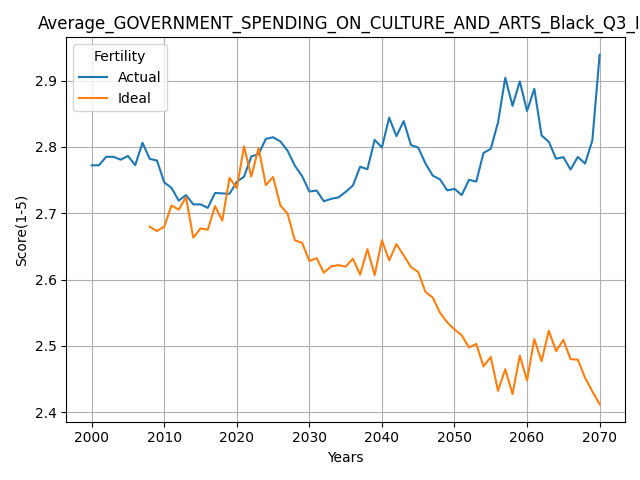 Average_GOVERNMENT_SPENDING_ON_CULTURE_AND_ARTS_Black_Q3_
Fertility
Actual
Ideal
2.9
2.8
2.7
2.6
2.5
2.4
Score(1-5)
2000 2010 2020 2030 2040 2050 2060 2070
Years